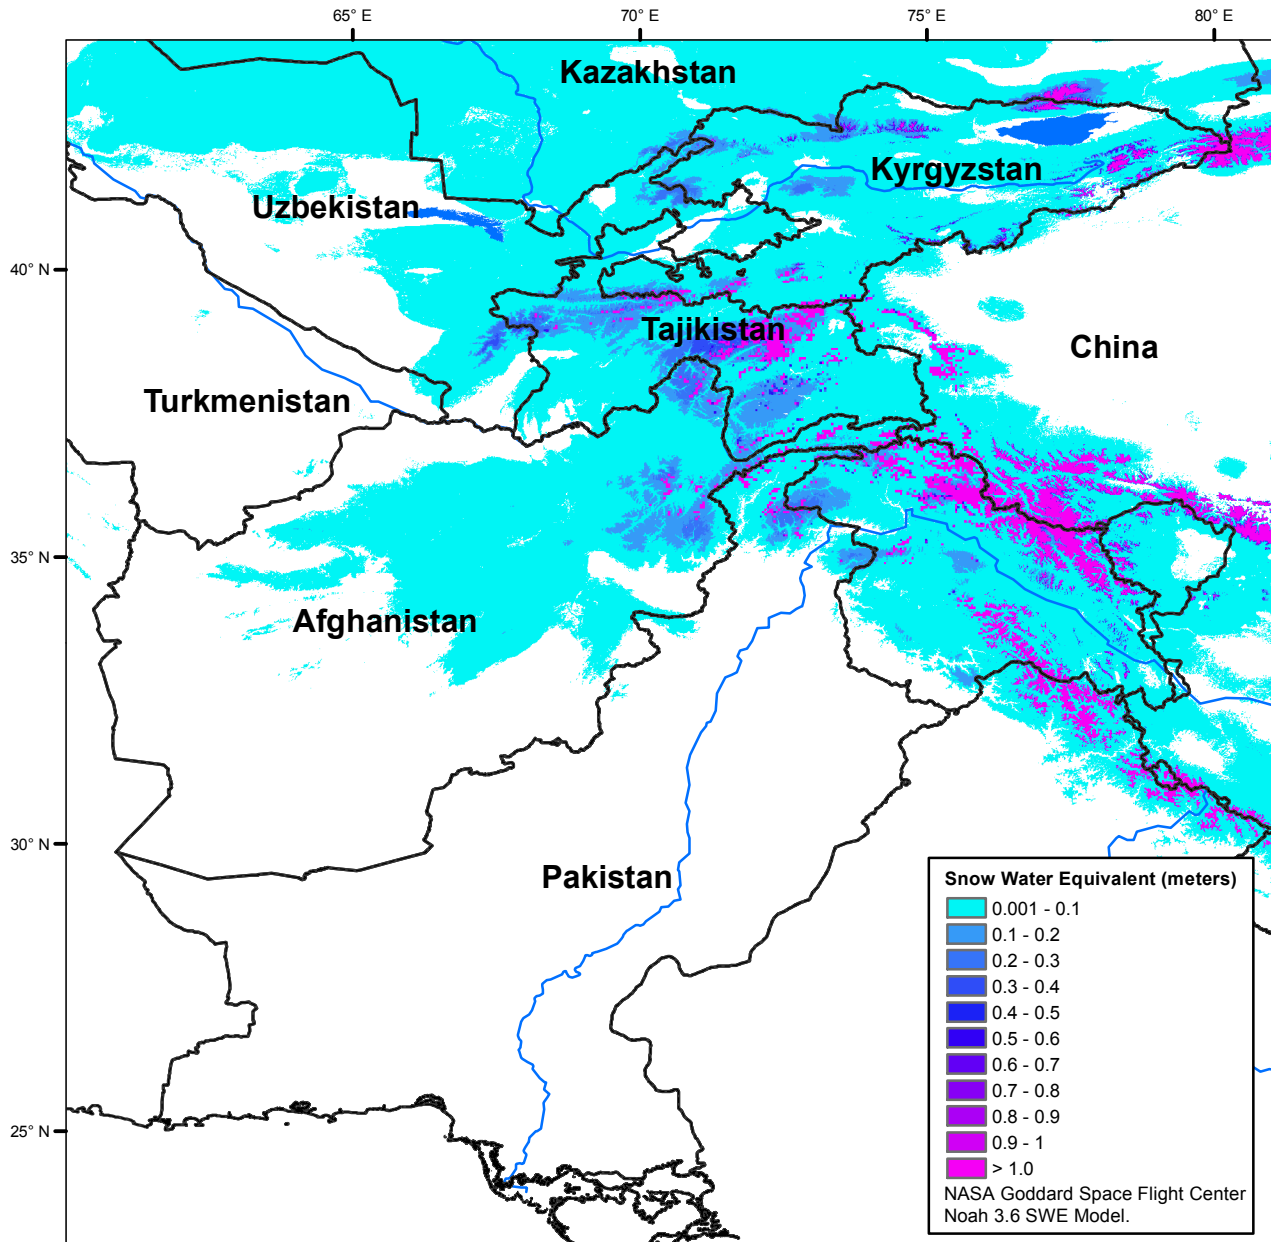 65° E
70° E
75° E
80° E
Kazakhstan
Kyrgyzstan
Uzbekistan
40° N
Tajikistan
China
Turkmenistan
35° N
Afghanistan
30° N
Pakistan
25° N
Snow Water Equivalent (meters)
0.001 - 0.1
0.1 - 0.2
0.2 - 0.3
0.3 - 0.4
0.4 - 0.5
0.5 - 0.6
0.6 - 0.7
0.7 - 0.8
0.8 - 0.9
0.9 - 1
> 1.0
NASA Goddard Space Flight Center
Noah 3.6 SWE Model.